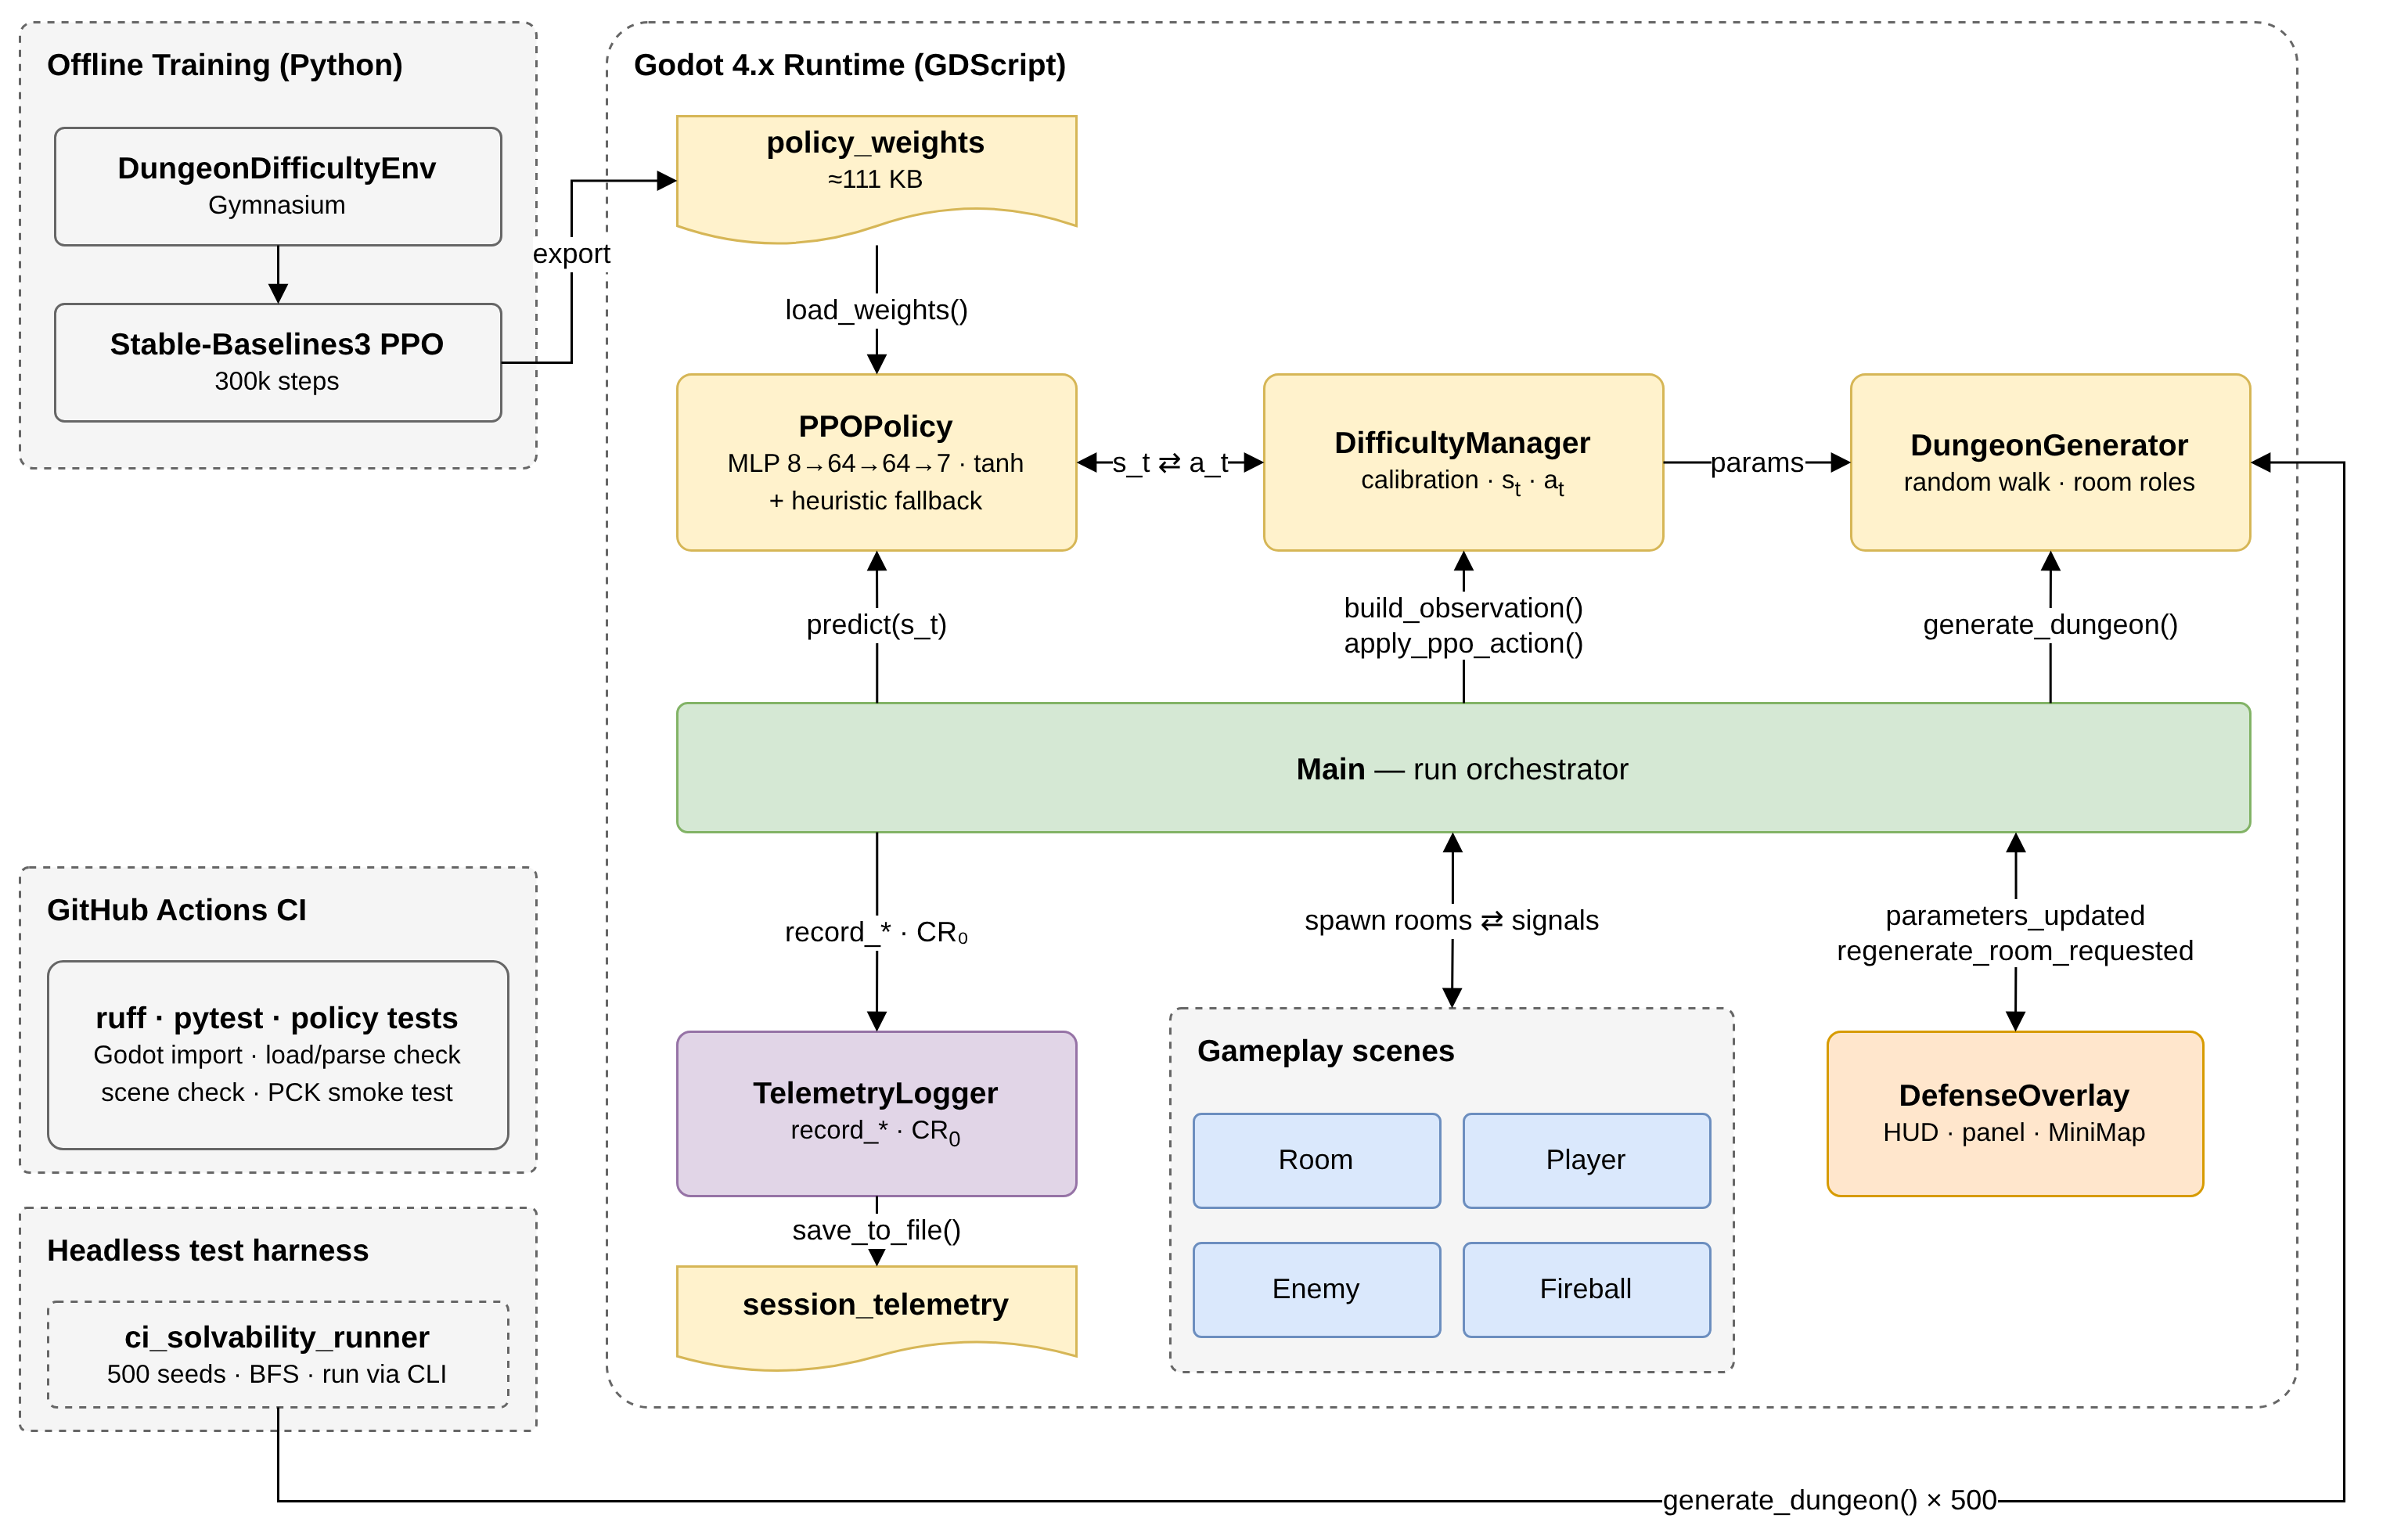 Offline Training (Python)
DungeonDifficultyEnv
Gymnasium
Stable-Baselines3 PPO
300k steps
export
Godot 4.x Runtime (GDScript)
policy_weights
≈111 KB
load_weights()
PPOPolicy
MLP 8→64→64→7 · tanh
+ heuristic fallback
s_t ⇄ a_t
DifficultyManager
calibration · sₜ · aₜ
params
DungeonGenerator
random walk · room roles
predict(s_t)
build_observation()
apply_ppo_action()
generate_dungeon()
Main — run orchestrator
record_* · CR₀
spawn rooms ⇄ signals
parameters_updated
regenerate_room_requested
TelemetryLogger
record_* · CR₀
save_to_file()
session_telemetry
Gameplay scenes
Room
Player
Enemy
Fireball
DefenseOverlay
HUD · panel · MiniMap
GitHub Actions CI
ruff · pytest · policy tests
Godot import · load/parse check
scene check · PCK smoke test
Headless test harness
ci_solvability_runner
500 seeds · BFS · run via CLI
generate_dungeon() × 500